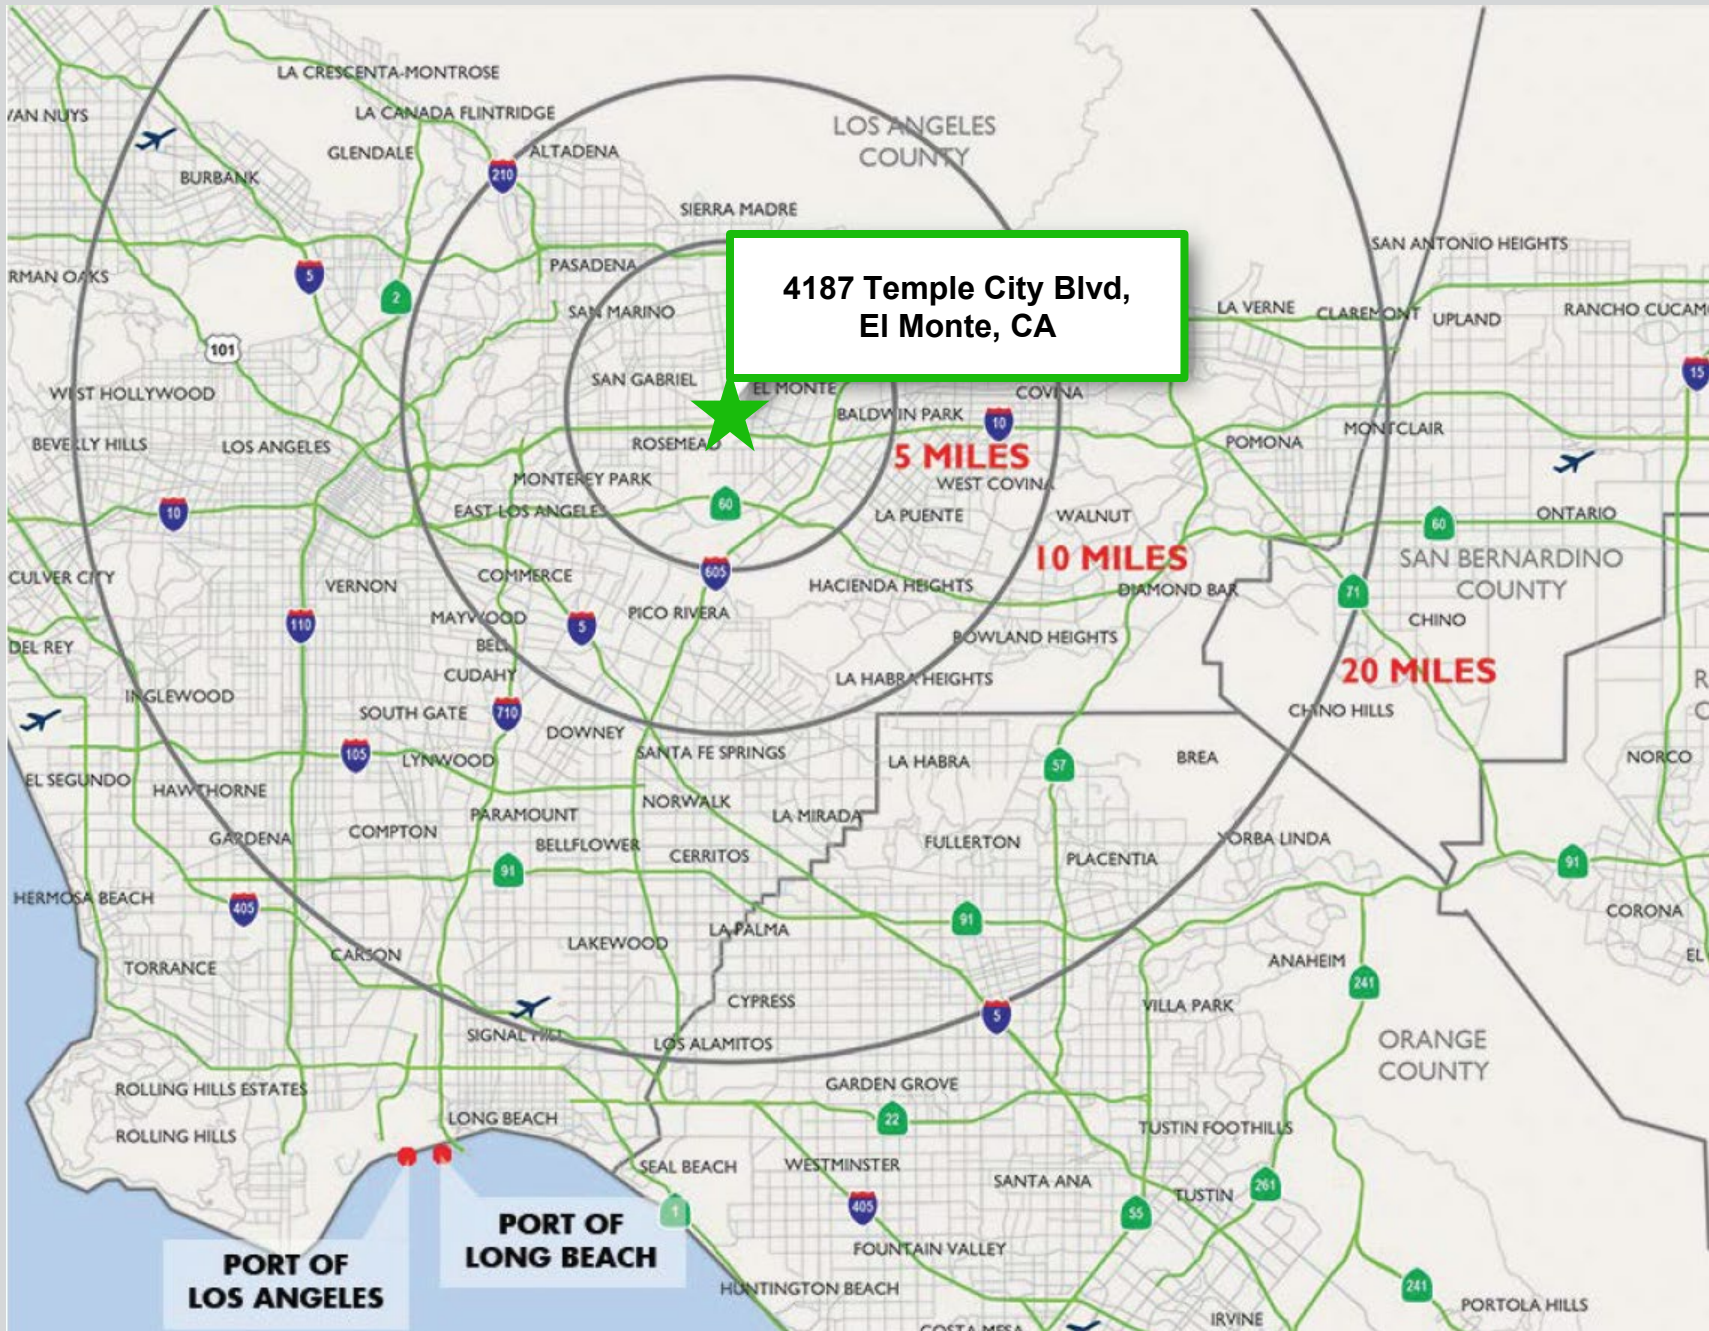 LA CRESCENTA-MONTROSE
VAN NUYS
LA CANADA FLINTRIDGE
LOS ANGELES
COUNTY
GLENDALE
ALTADENA
210
BURBANK
SIERRA MADRE
SAN ANTONIO HEIGHTS
RMAN OAKS
5
2
PASADENA
4187 Temple City Blvd,
El Monte, CA
SAN MARINO
LA VERNE
CLAREMONT
UPLAND
RANCHO CUCAM
101
15
WEST HOLLYWOOD
SAN GABRIEL
EL MONTE
COVINA
BALDWIN PARK
10
BEVERLY HILLS
LOS ANGELES
ROSEMEAD
5 MILES
POMONA
MONTCLAIR
MONTEREY PARK
WEST COVINA
10
EAST LOS ANGELES
60
LA PUENTE
WALNUT
60
ONTARIO
10 MILES
SAN BERNARDINO
COUNTY
CULVER CITY
VERNON
COMMERCE
605
HACIENDA HEIGHTS
DIAMOND BAR
71
110
MAYWOOD
5
PICO RIVERA
CHINO
DEL REY
BELL
ROWLAND HEIGHTS
CUDAHY
LA HABRA HEIGHTS
20 MILES
R
C
INGLEWOOD
SOUTH GATE
710
CHINO HILLS
DOWNEY
105
LYNWOOD
SANTA FE SPRINGS
LA HABRA
57
BREA
NORCO
EL SEGUNDO
HAWTHORNE
PARAMOUNT
NORWALK
LA MIRADA
GARDENA
COMPTON
BELLFLOWER
CERRITOS
FULLERTON
PLACENTIA
YORBA LINDA
91
91
HERMOSA BEACH
405
91
CORONA
CARSON
LAKEWOOD
LA PALMA
EL
TORRANCE
ANAHEIM
241
CYPRESS
5
VILLA PARK
SIGNAL HILL
LOS ALAMITOS
ORANGE
COUNTY
ROLLING HILLS ESTATES
GARDEN GROVE
LONG BEACH
22
ROLLING HILLS
TUSTIN FOOTHILLS
SEAL BEACH
WESTMINSTER
SANTA ANA
TUSTIN
261
1
405
55
PORT OF
LONG BEACH
PORT OF
LOS ANGELES
FOUNTAIN VALLEY
HUNTINGTON BEACH
241
PORTOLA HILLS
IRVINE
COSTA MESA